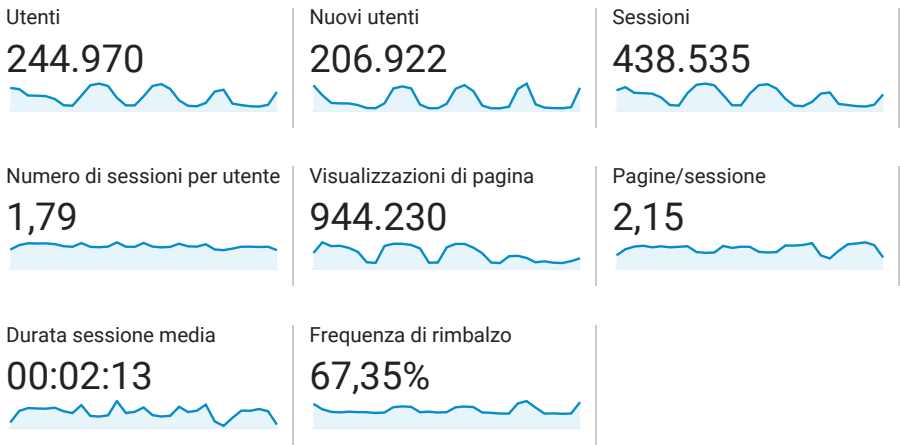 Utenti
244.970
Nuovi utenti
206.922
Sessioni
438.535
Numero di sessioni per utente
1,79
Visualizzazioni di pagina
944.230
Pagine/sessione
2,15
Durata sessione media
00:02:13
Frequenza di rimbalzo
67,35%